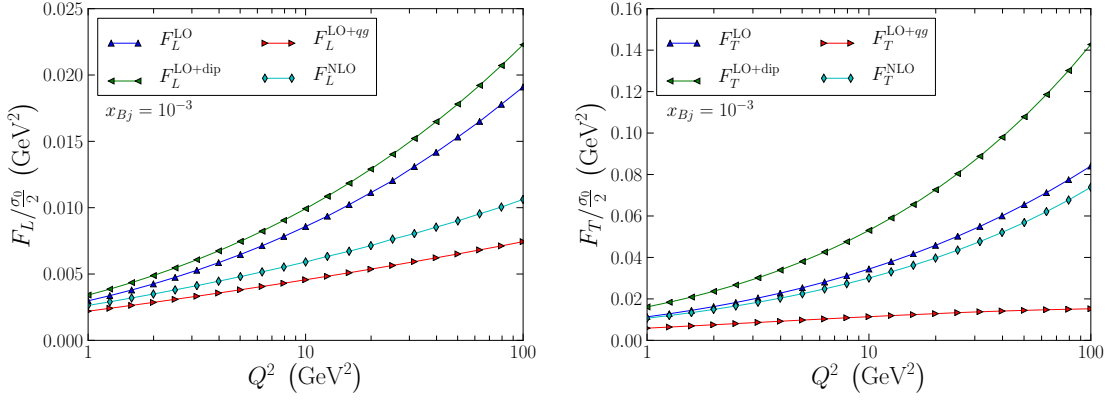 F_L^LO F_L^LO+qg
F_L^LO+dip F_L^NLO
x_Bj = 10^−3
F_L/σ_0/2 (GeV^2)
0.025
0.020
0.015
0.010
0.005
0.000
1 10 100
Q^2 (GeV^2)
F_T^LO F_T^LO+qg
F_T^LO+dip F_T^NLO
x_Bj = 10^−3
F_T/σ_0/2 (GeV^2)
0.16
0.14
0.12
0.10
0.08
0.06
0.04
0.02
0.00
1 10 100
Q^2 (GeV^2)